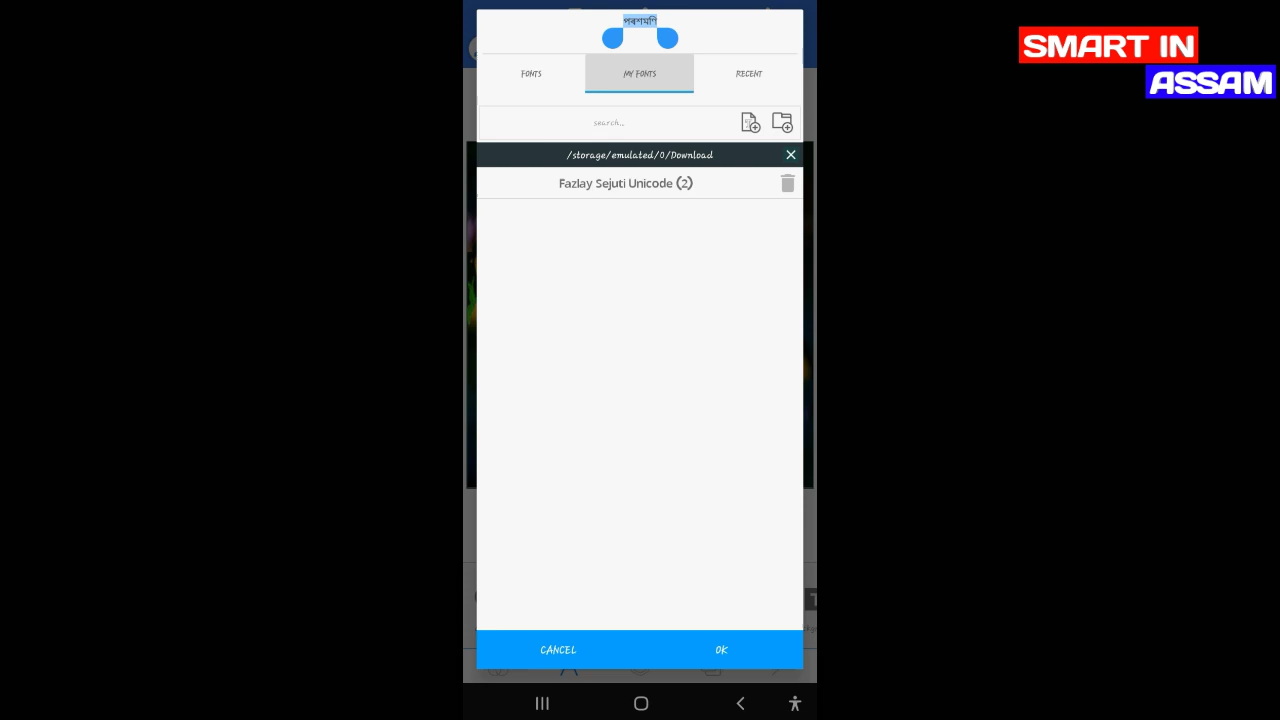 পৰশমণি
SMART IN
ASSAM
FONTS
MY FONTS
RECENT
search...
/storage/emulated/0/Download
Fazlay Sejuti Unicode (2)
CANCEL
OK